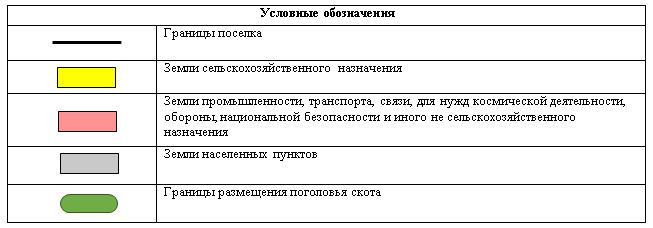 Условные обозначения
Границы поселка
Земли сельскохозяйственного назначения
Земли промышленности, транспорта, связи, для нужд космической деятельности,
обороны, национальной безопасности и иного не сельскохозяйственного
назначения
Земли населенных пунктов
Границы размещения поголовья скота